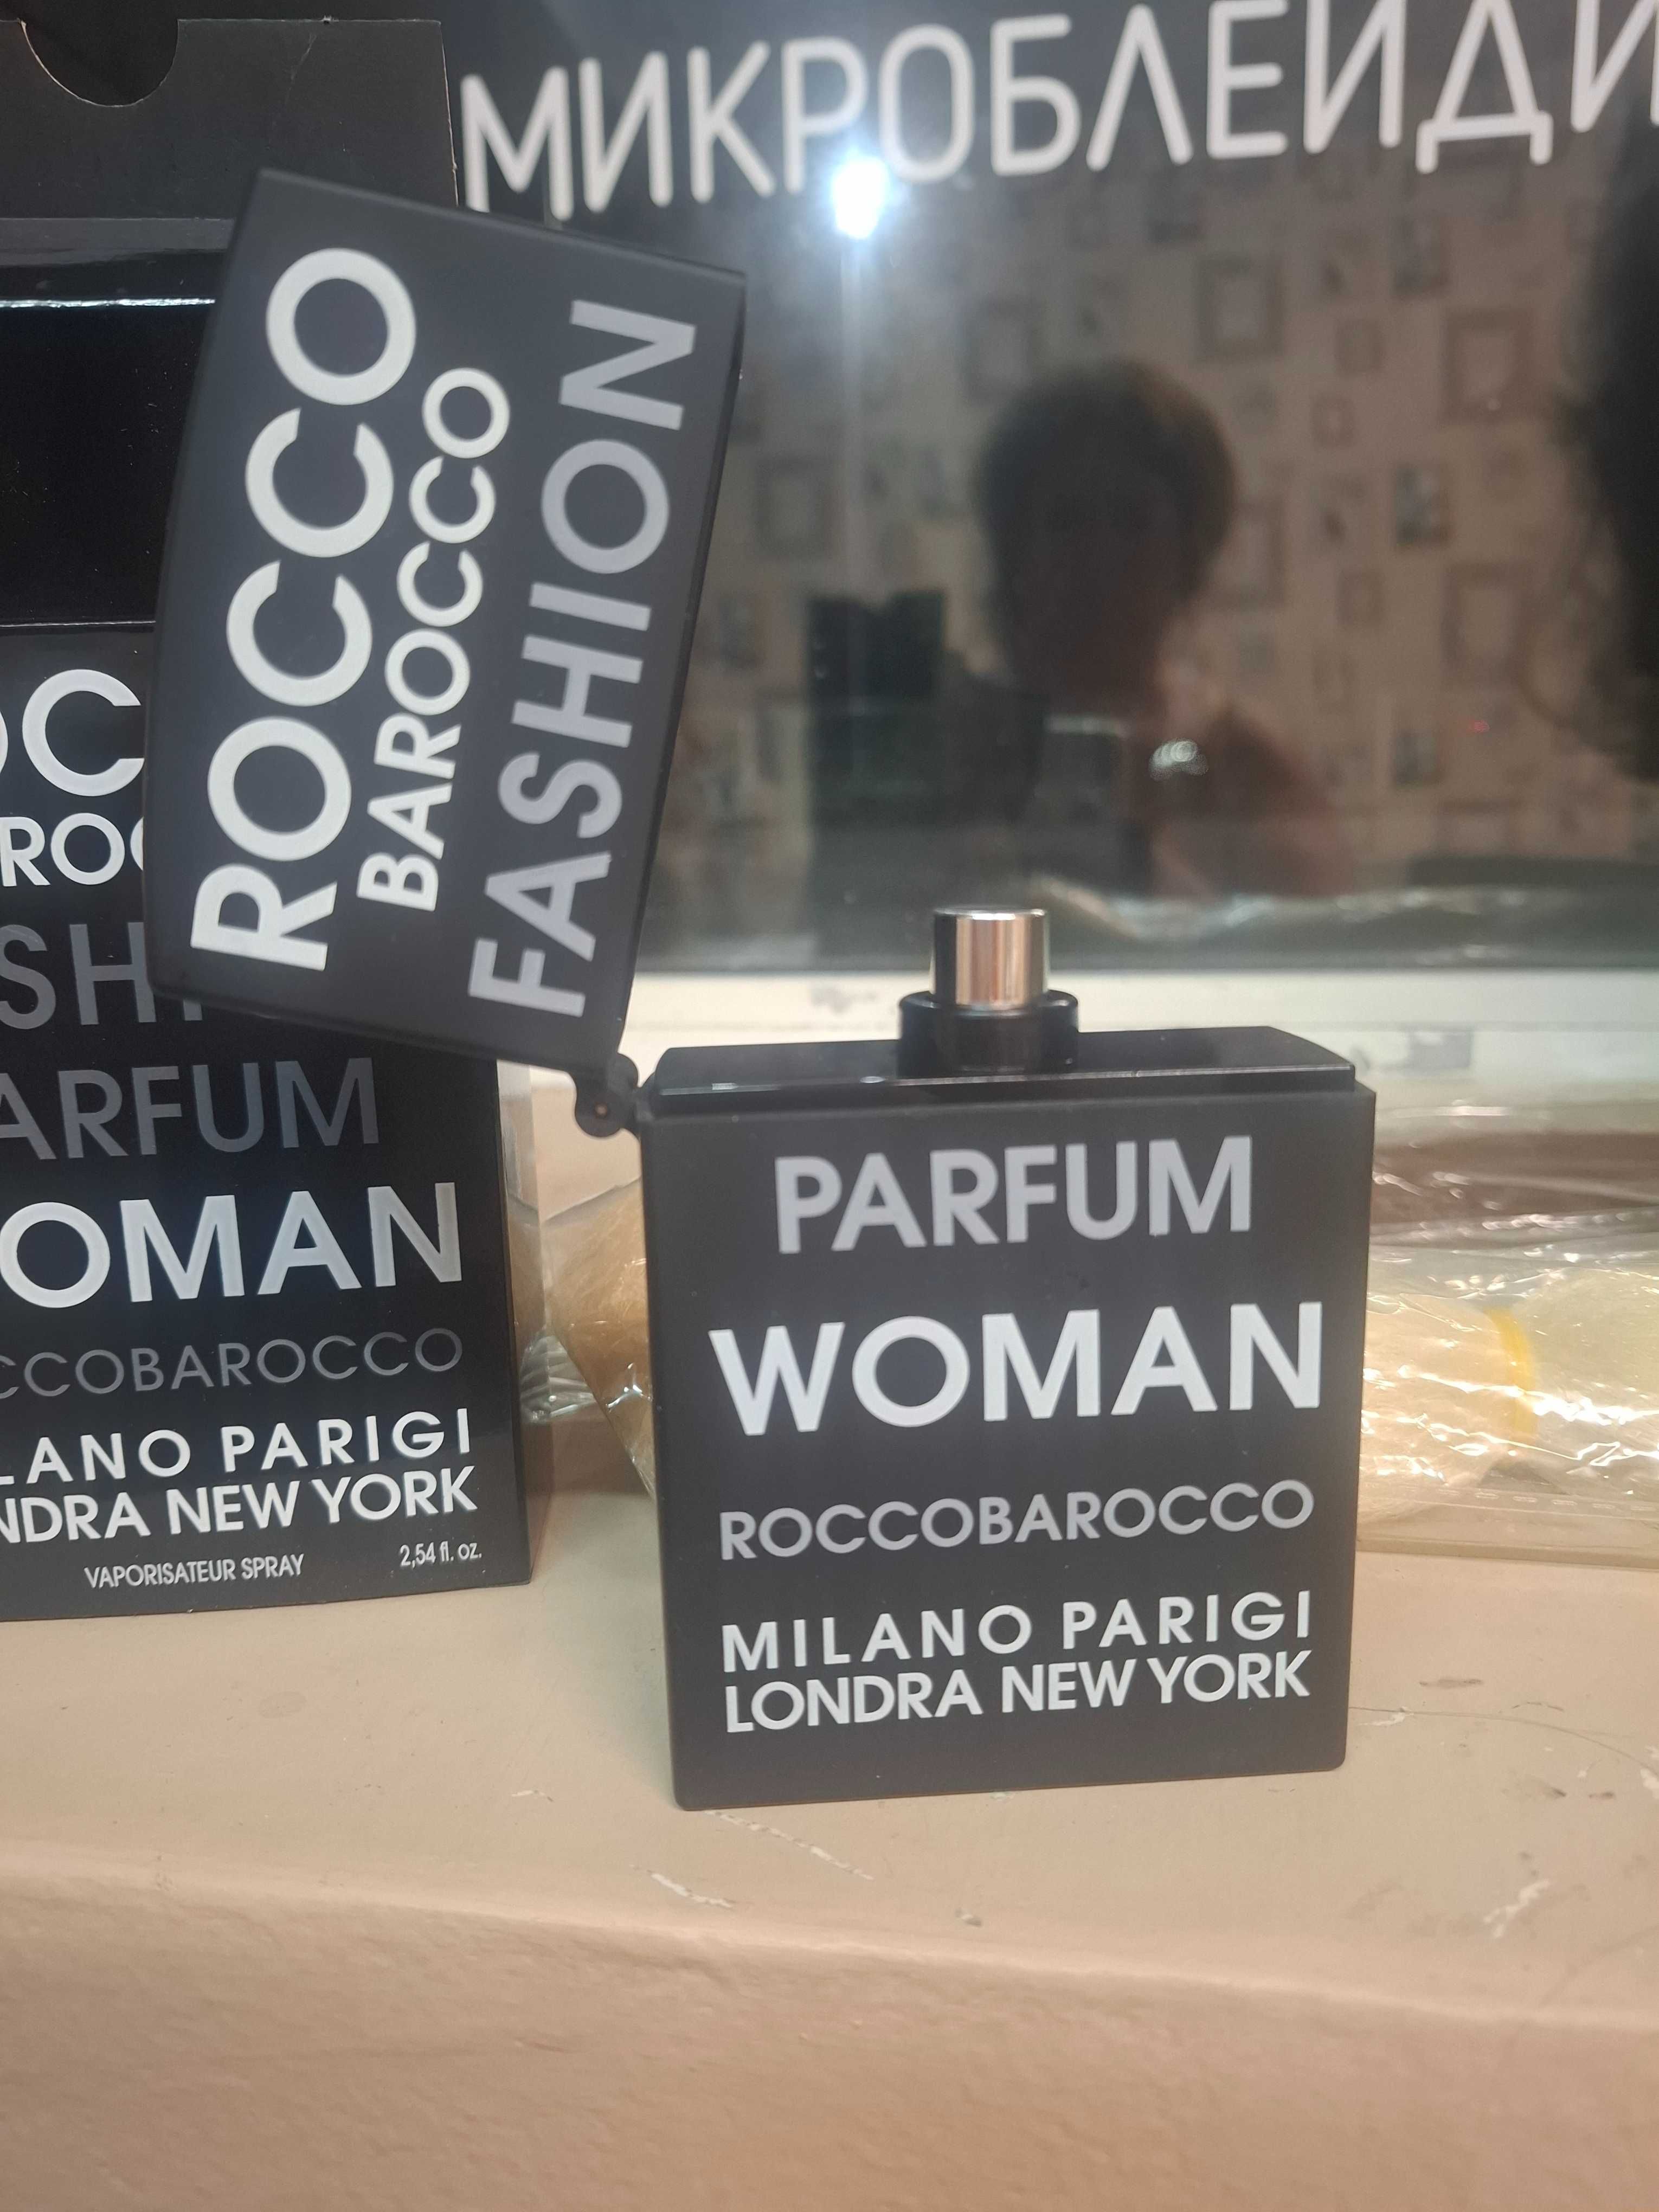 МИКРОБЛЕЙДИ
ROCCO
BAROCCO
FASHION
PARFUM
WOMAN
ROCCOBAROCCO
MILANO PARIGI
LONDRA NEW YORK
OC
ROC
SHI
ARFUM
OMAN
CCOBAROCCO
LANO PARIGI
NDRA NEW YORK
VAPORISATEUR SPRAY 2,54 fl. oz.